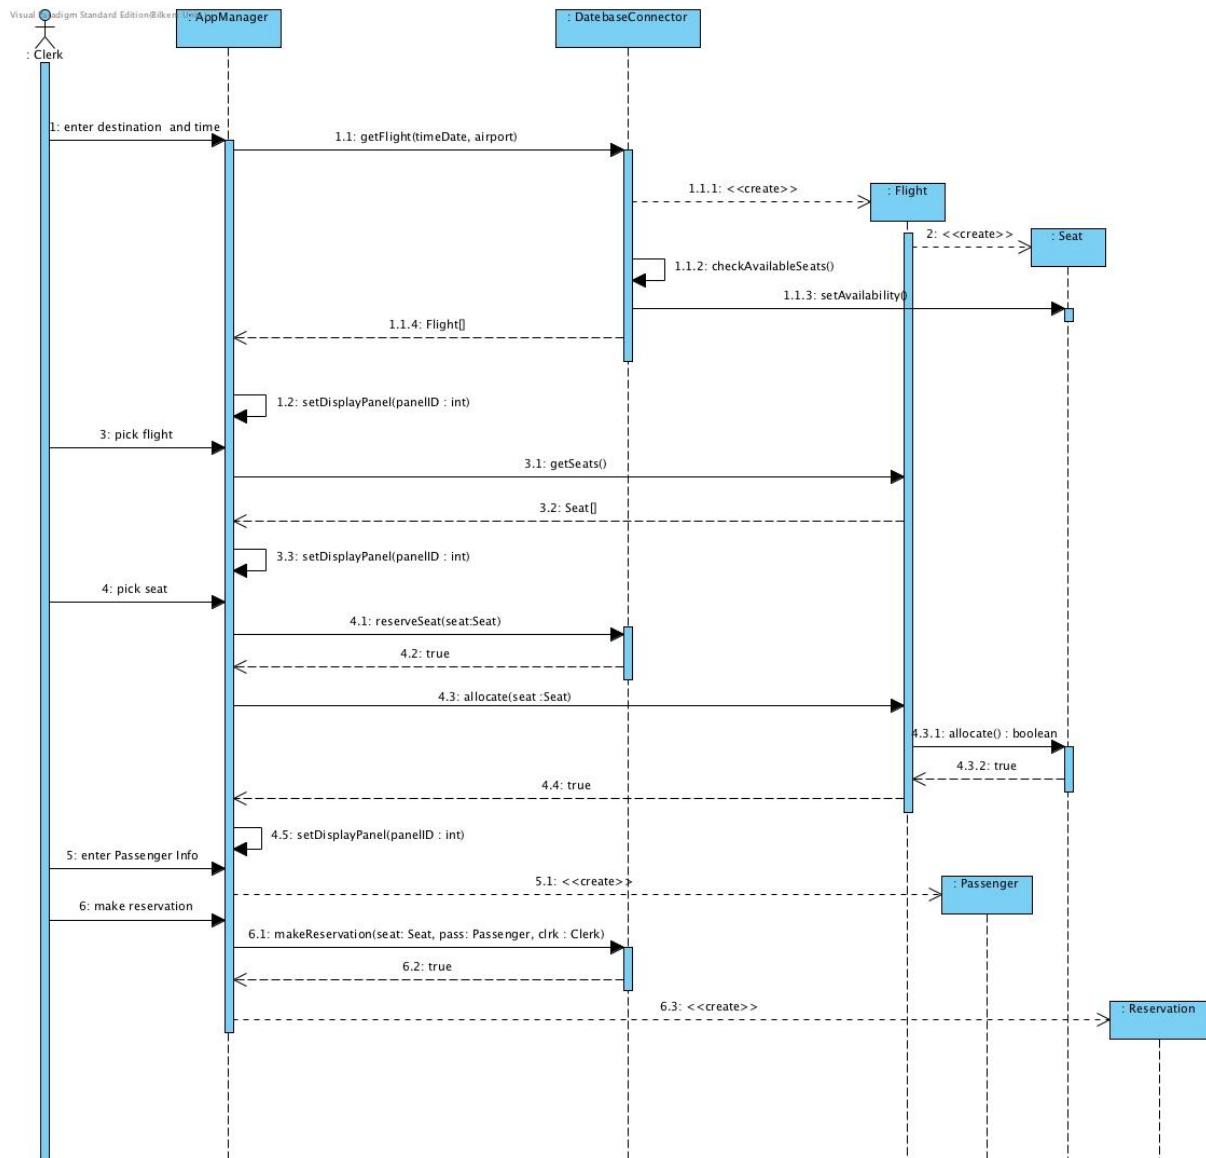 Visual Paradigm Standard Edition(Bilkent Univ.)
: Clerk
: AppManager
: DatebaseConnector
1: enter destination and time
1.1: getFlight(timeDate, airport)
1.1.1: <<create>>
: Flight
2: <<create>>
: Seat
1.1.2: checkAvailableSeats()
1.1.3: setAvailability()
1.1.4: Flight[]
1.2: setDisplayPanel(panelID : int)
3: pick flight
3.1: getSeats()
3.2: Seat[]
3.3: setDisplayPanel(panelID : int)
4: pick seat
4.1: reserveSeat(seat:Seat)
4.2: true
4.3: allocate(seat :Seat)
4.3.1: allocate() : boolean
4.3.2: true
4.4: true
4.5: setDisplayPanel(panelID : int)
5: enter Passenger Info
5.1: <<create>>
: Passenger
6: make reservation
6.1: makeReservation(seat: Seat, pass: Passenger, clrk : Clerk)
6.2: true
6.3: <<create>>
: Reservation